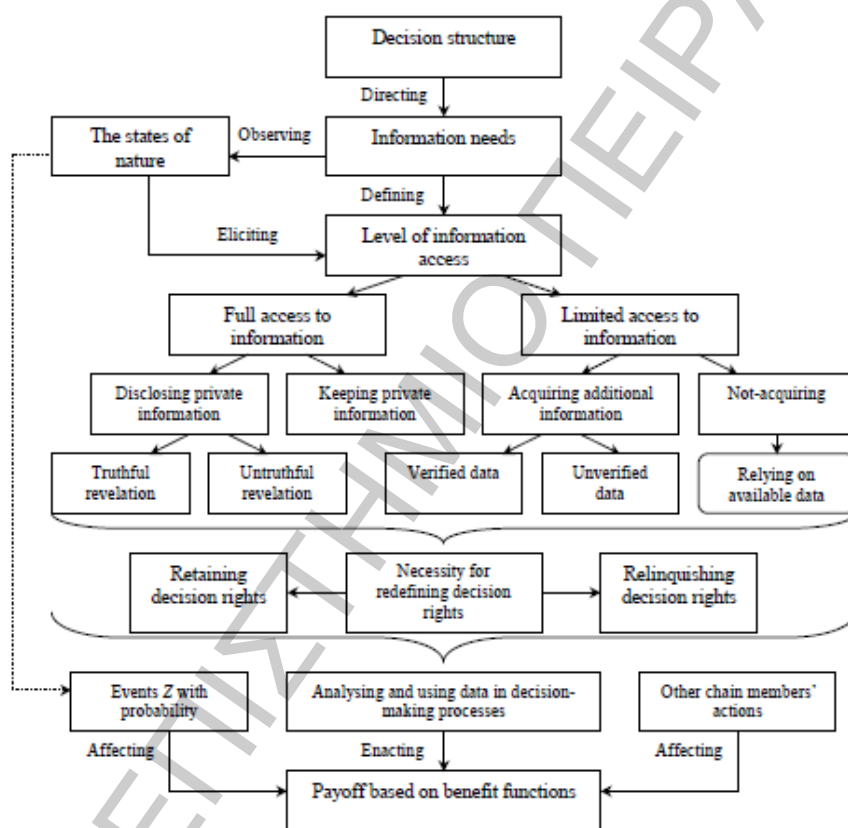 Decision structure
Directing
The states of
nature
Observing
Information needs
Defining
Eliciting
Level of information
access
Full access to
information
Limited access to
information
Disclosing private
information
Keeping private
information
Acquiring additional
information
Not-acquiring
Truthful
revelation
Untruthful
revelation
Verified data
Unverified
data
Relying on
available data
Retaining
decision rights
Necessity for
redefining decision
rights
Relinquishing
decision rights
Events Z with
probability
Analysing and using data in decision-
making processes
Other chain members'
actions
Affecting
Enacting
Affecting
Payoff based on benefit functions
ΕΠΙΣΤΗΜΙΟ ΠΕΙΡΑ